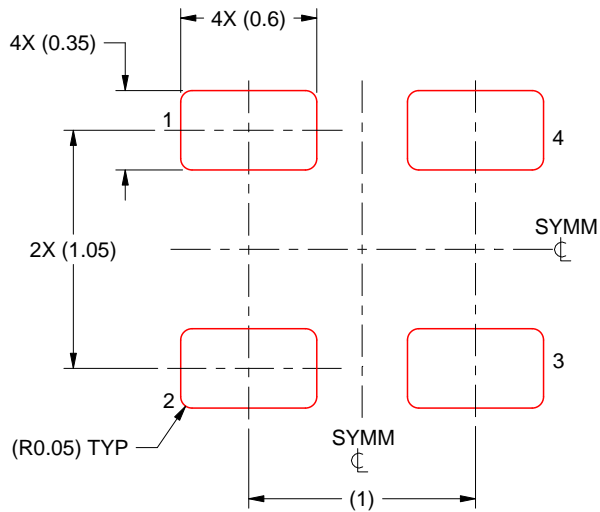 4X (0.6)
4X (0.35)
1
4
2X (1.05)
SYMM
℄
3
2
(R0.05) TYP
SYMM
℄
(1)